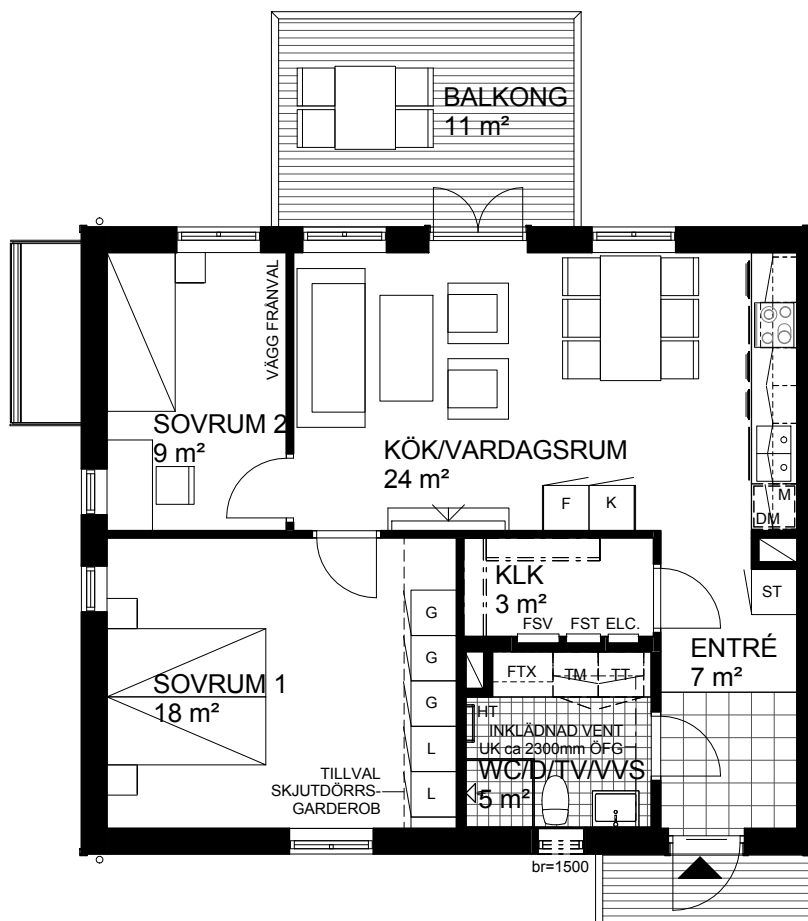 BALKONG
11 m²
VÄGG FRÅNVAL
SOVRUM 2
9 m²
KÖK/VARDAGSRUM
24 m²
F
K
M
DM
KLK
3 m²
FSV
FST
ELC.
ST
ENTRÉ
7 m²
SOVRUM 1
18 m²
G
G
G
L
L
TILLVAL
SKJUTDÖRRS-
GARDEROB
FTX
TM
TT
HT
INKLÄDNAD VENT
UK ca 2300mm ÖFG
WC/D/TV/VVS
5 m²
br=1500